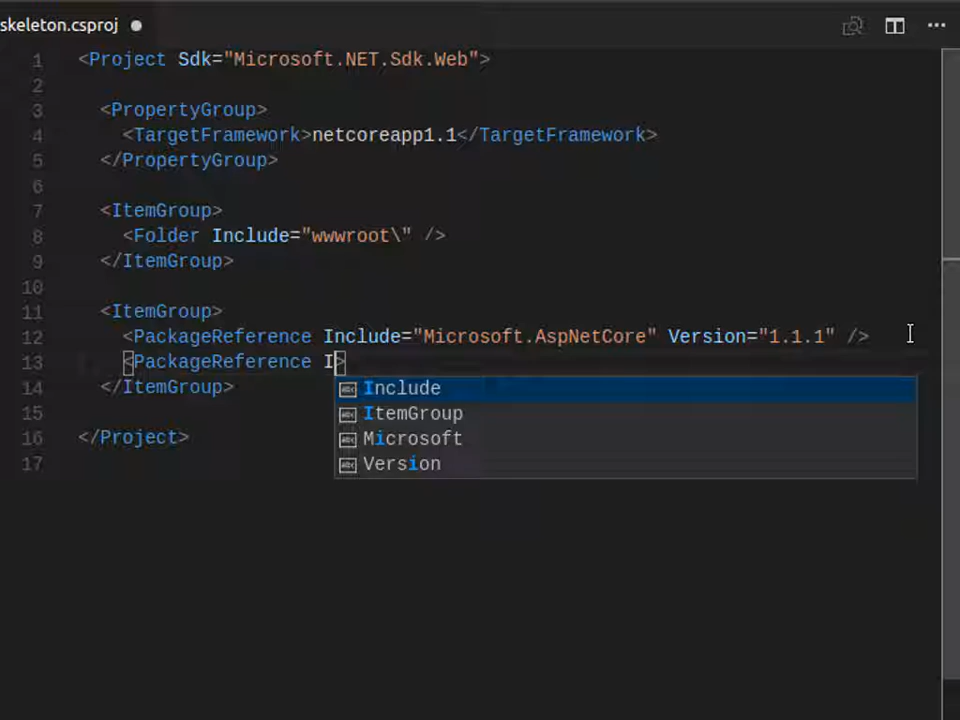 skeleton.csproj
1 <Project Sdk="Microsoft.NET.Sdk.Web">
2
3 <PropertyGroup>
4 <TargetFramework>netcoreapp1.1</TargetFramework>
5 </PropertyGroup>
6
7 <ItemGroup>
8 <Folder Include="wwwroot\" />
9 </ItemGroup>
10
11 <ItemGroup>
12 <PackageReference Include="Microsoft.AspNetCore" Version="1.1.1" />
13 <PackageReference I>
14 </ItemGroup>
Include
ItemGroup
Microsoft
Version
15
16 </Project>
17